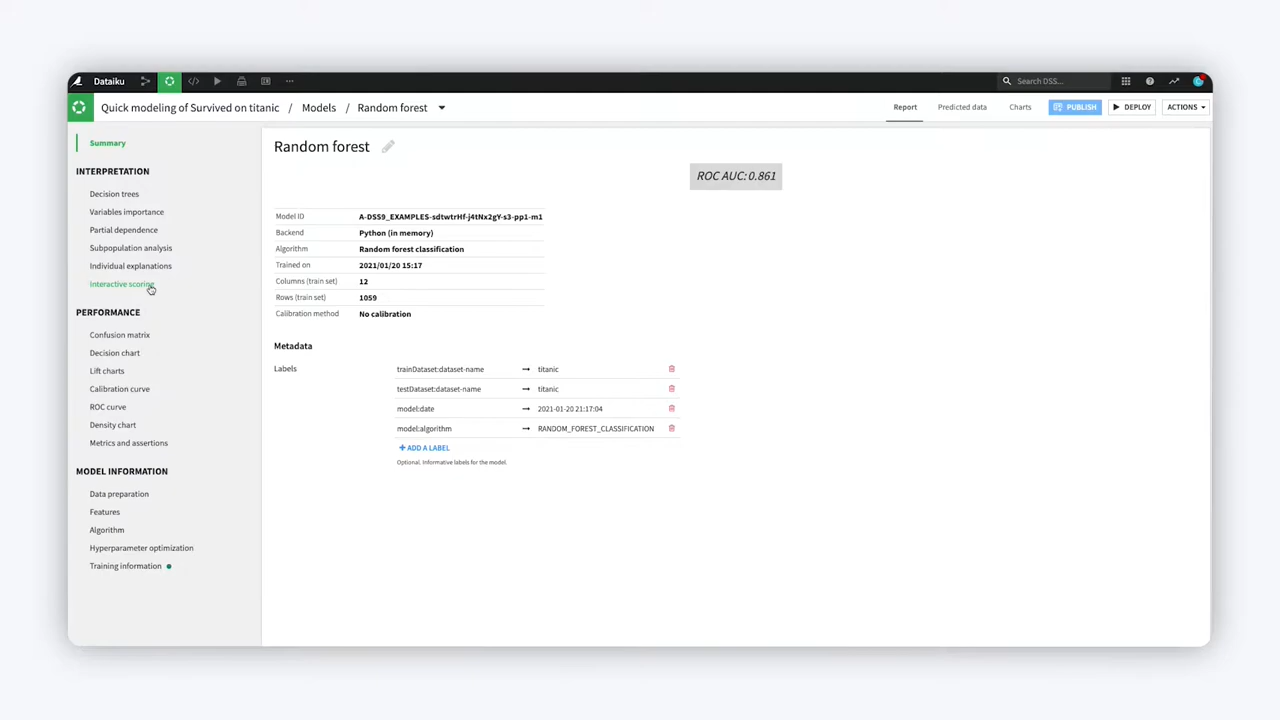 Dataiku
Search DSS...
Quick modeling of Survived on titanic / Models / Random forest
Report
Predicted data
Charts
PUBLISH
DEPLOY
ACTIONS
Summary
INTERPRETATION
Decision trees
Variables importance
Partial dependence
Subpopulation analysis
Individual explanations
Interactive scoring
PERFORMANCE
Confusion matrix
Decision chart
Lift charts
Calibration curve
ROC curve
Density chart
Metrics and assertions
MODEL INFORMATION
Data preparation
Features
Algorithm
Hyperparameter optimization
Training information
Random forest
ROC AUC: 0.861
Model ID A-DSS9_EXAMPLES-sdtwtrHf-j4tNx2gY-s3-pp1-m1
Backend Python (in memory)
Algorithm Random forest classification
Trained on 2021/01/20 15:17
Columns (train set) 12
Rows (train set) 1059
Calibration method No calibration
Metadata
Labels
trainDataset:dataset-name → titanic
testDataset:dataset-name → titanic
model:date → 2021-01-20 21:17:04
model:algorithm → RANDOM_FOREST_CLASSIFICATION
+ ADD A LABEL
Optional. Informative labels for the model.